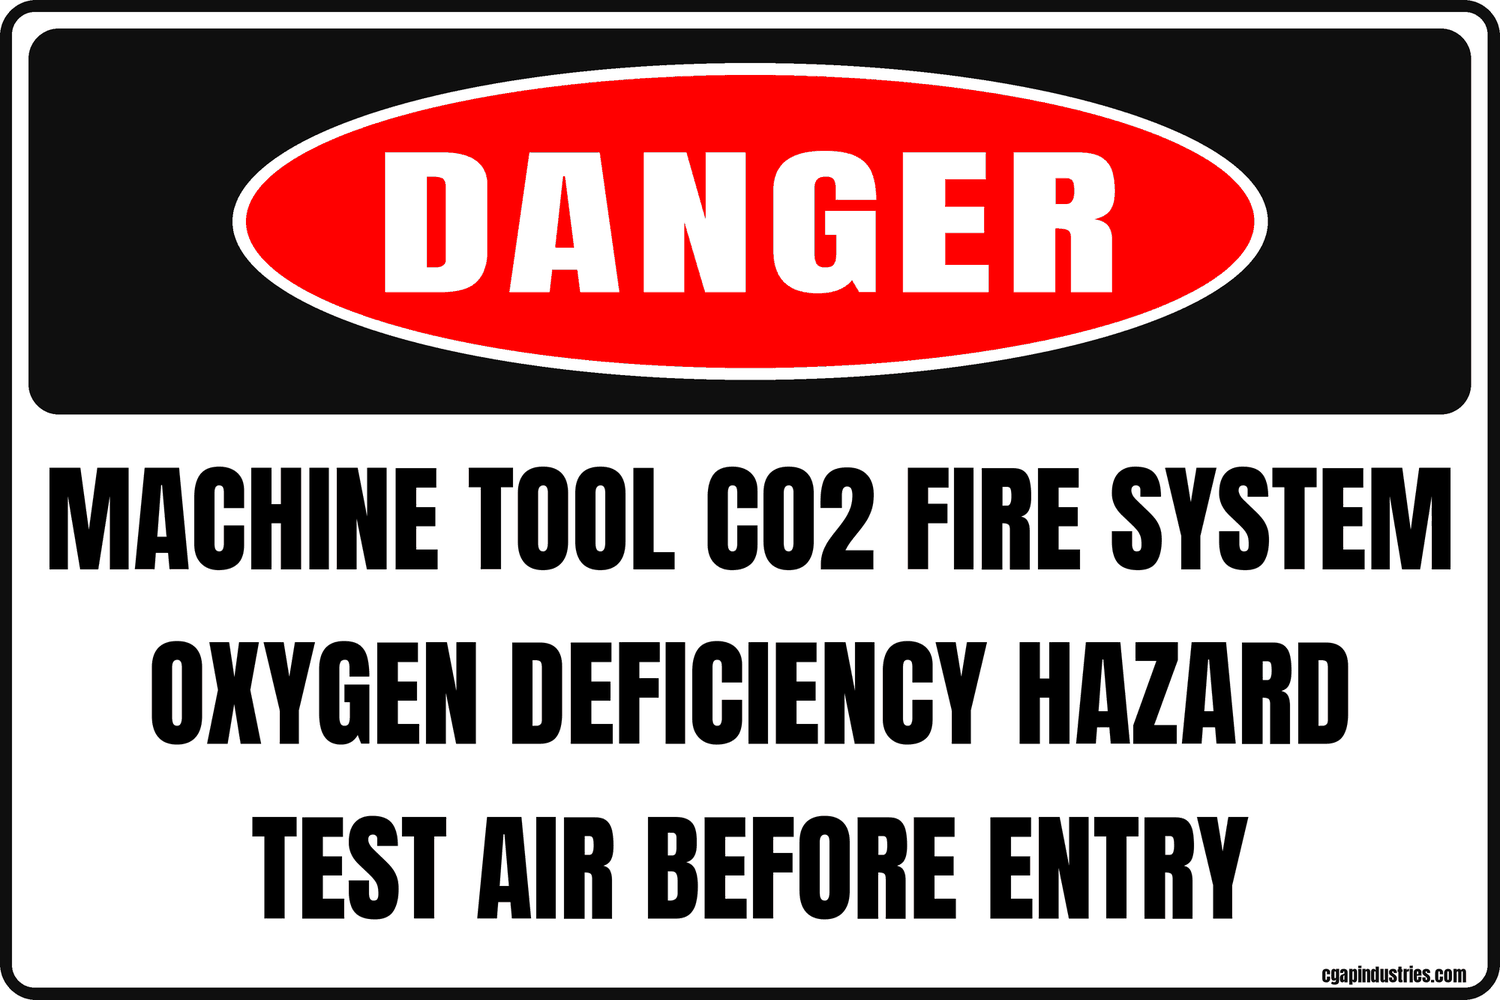 DANGER
MACHINE TOOL CO2 FIRE SYSTEM
OXYGEN DEFICIENCY HAZARD
TEST AIR BEFORE ENTRY
cgapindustries.com